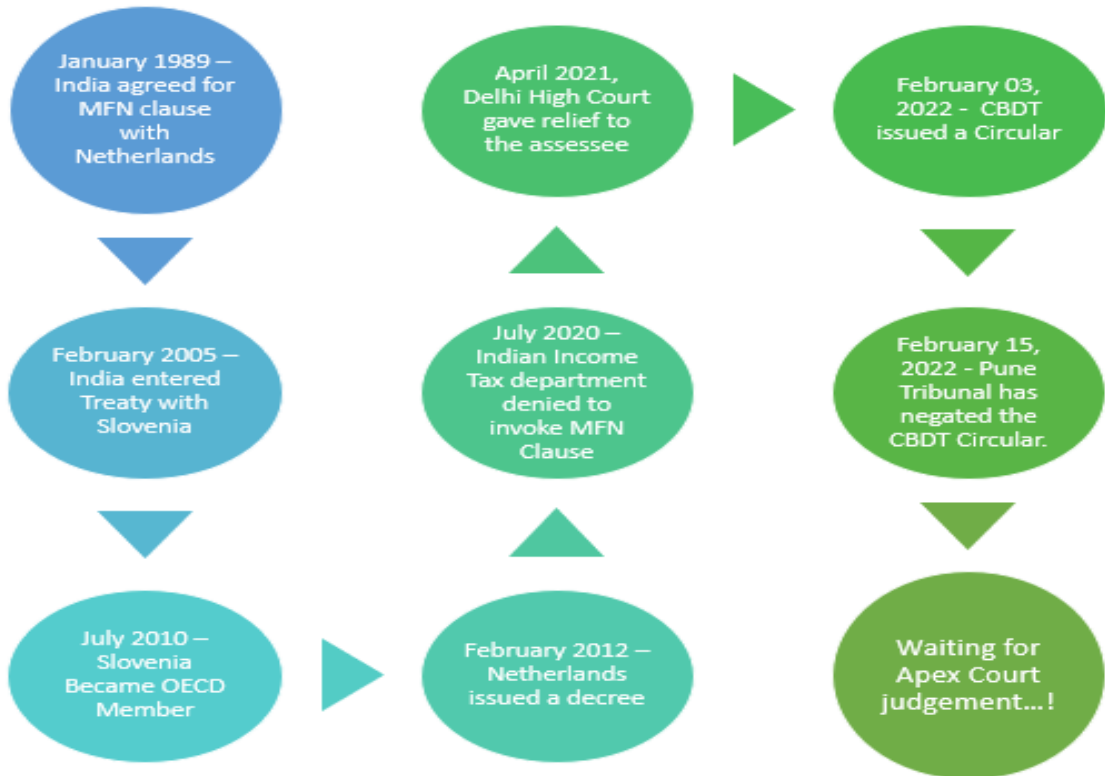 January 1989 –
India agreed for
MFN clause
with
Netherlands
February 2005 –
India entered
Treaty with
Slovenia
July 2010 –
Slovenia
Became OECD
Member
February 2012 –
Netherlands
issued a decree
July 2020 –
Indian Income
Tax department
denied to
invoke MFN
Clause
April 2021,
Delhi High Court
gave relief to
the assessee
February 03,
2022 -  CBDT
issued a Circular
February 15,
2022 - Pune
Tribunal has
negated the
CBDT Circular.
Waiting for
Apex Court
judgement...!